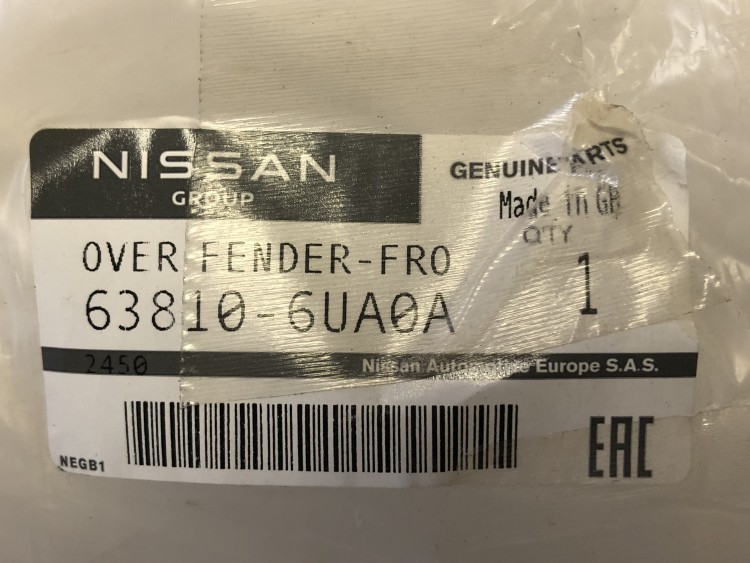 NISSAN
GROUP
GENUINE PARTS
Made in GB
QTY
1
OVER FENDER-FRO
63810-6UA0A
2450
Nissan Automotive Europe S.A.S.
NEGB1
EAC